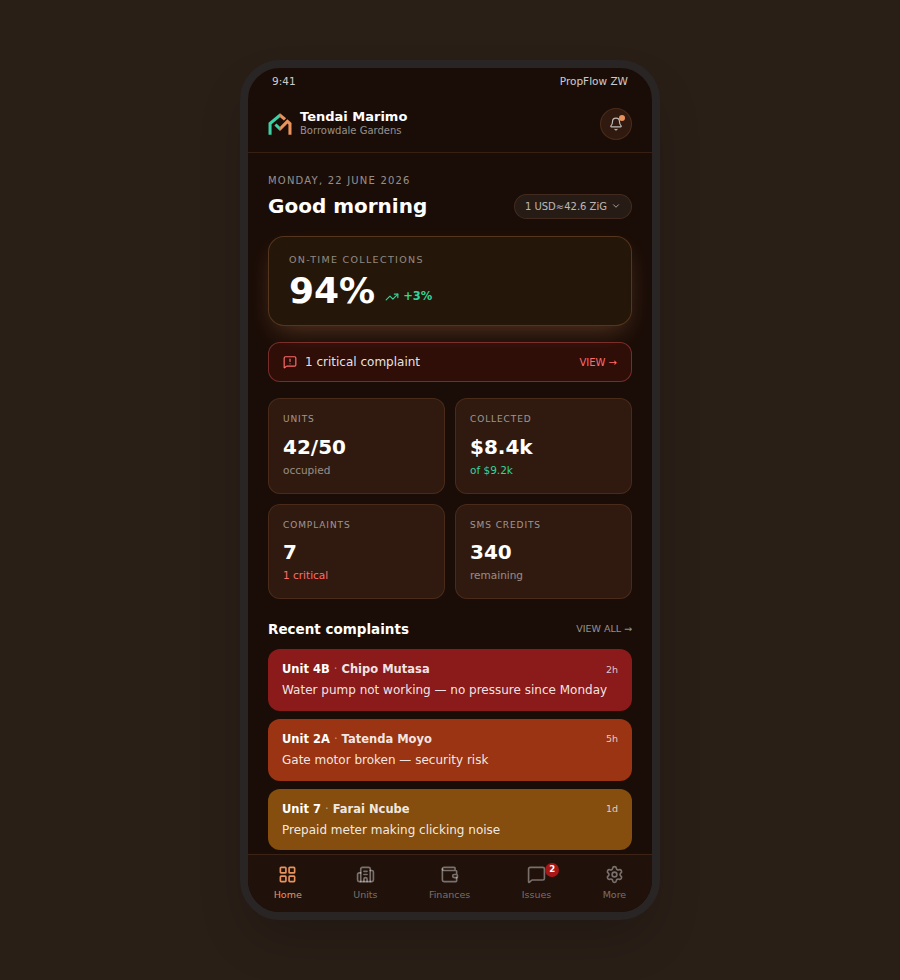 9:41 PropFlow ZW
Tendai Marimo
Borrowdale Gardens
MONDAY, 22 JUNE 2026
Good morning
1 USD≈42.6 ZiG
ON-TIME COLLECTIONS
94% +3%
1 critical complaint VIEW →
UNITS
42/50
occupied
COLLECTED
$8.4k
of $9.2k
COMPLAINTS
7
1 critical
SMS CREDITS
340
remaining
Recent complaints VIEW ALL →
Unit 4B · Chipo Mutasa 2h
Water pump not working — no pressure since Monday
Unit 2A · Tatenda Moyo 5h
Gate motor broken — security risk
Unit 7 · Farai Ncube 1d
Prepaid meter making clicking noise
2
Home Units Finances Issues More